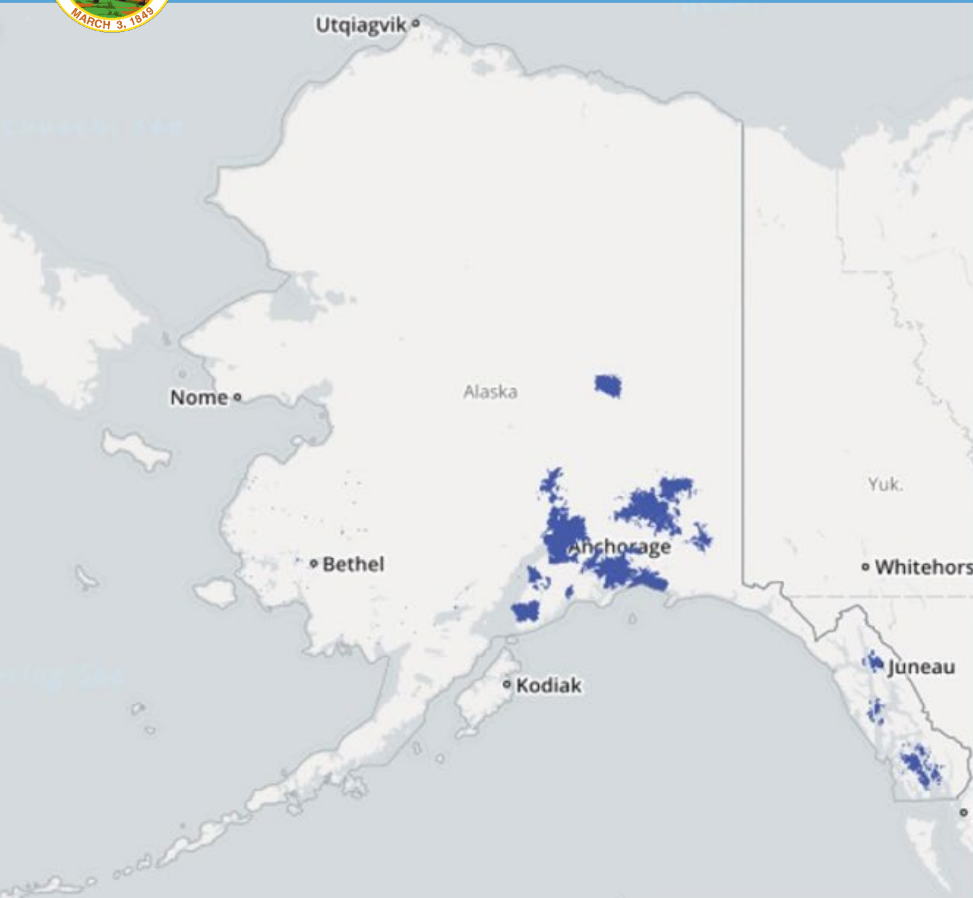 MARCH 3, 1849
Utqiagvik
Nome
Alaska
Yuk.
Anchorage
Bethel
Whitehors
Juneau
Kodiak